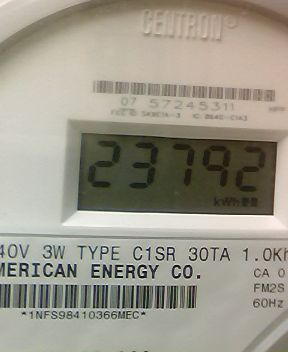 CENTRON®
07 57245311
23792
kWh
40V 3W TYPE C1SR 30TA 1.0Kh
MERICAN ENERGY CO.
CA 0
FM2S
60Hz
*1NFS98410366MEC*